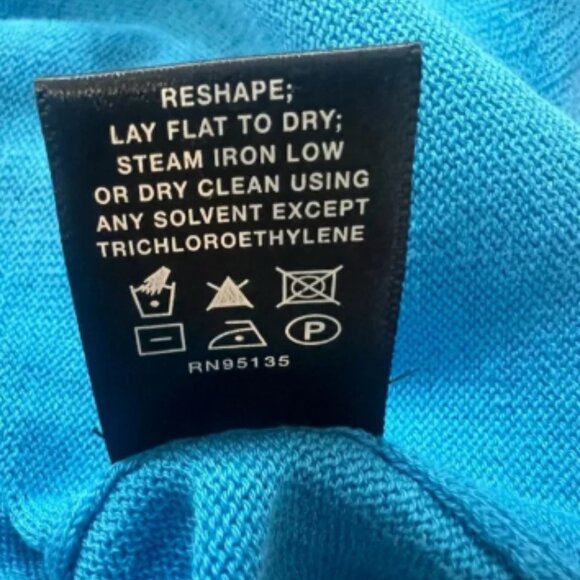 RESHAPE;
LAY FLAT TO DRY;
STEAM IRON LOW
OR DRY CLEAN USING
ANY SOLVENT EXCEPT
TRICHLOROETHYLENE
P
RN95135